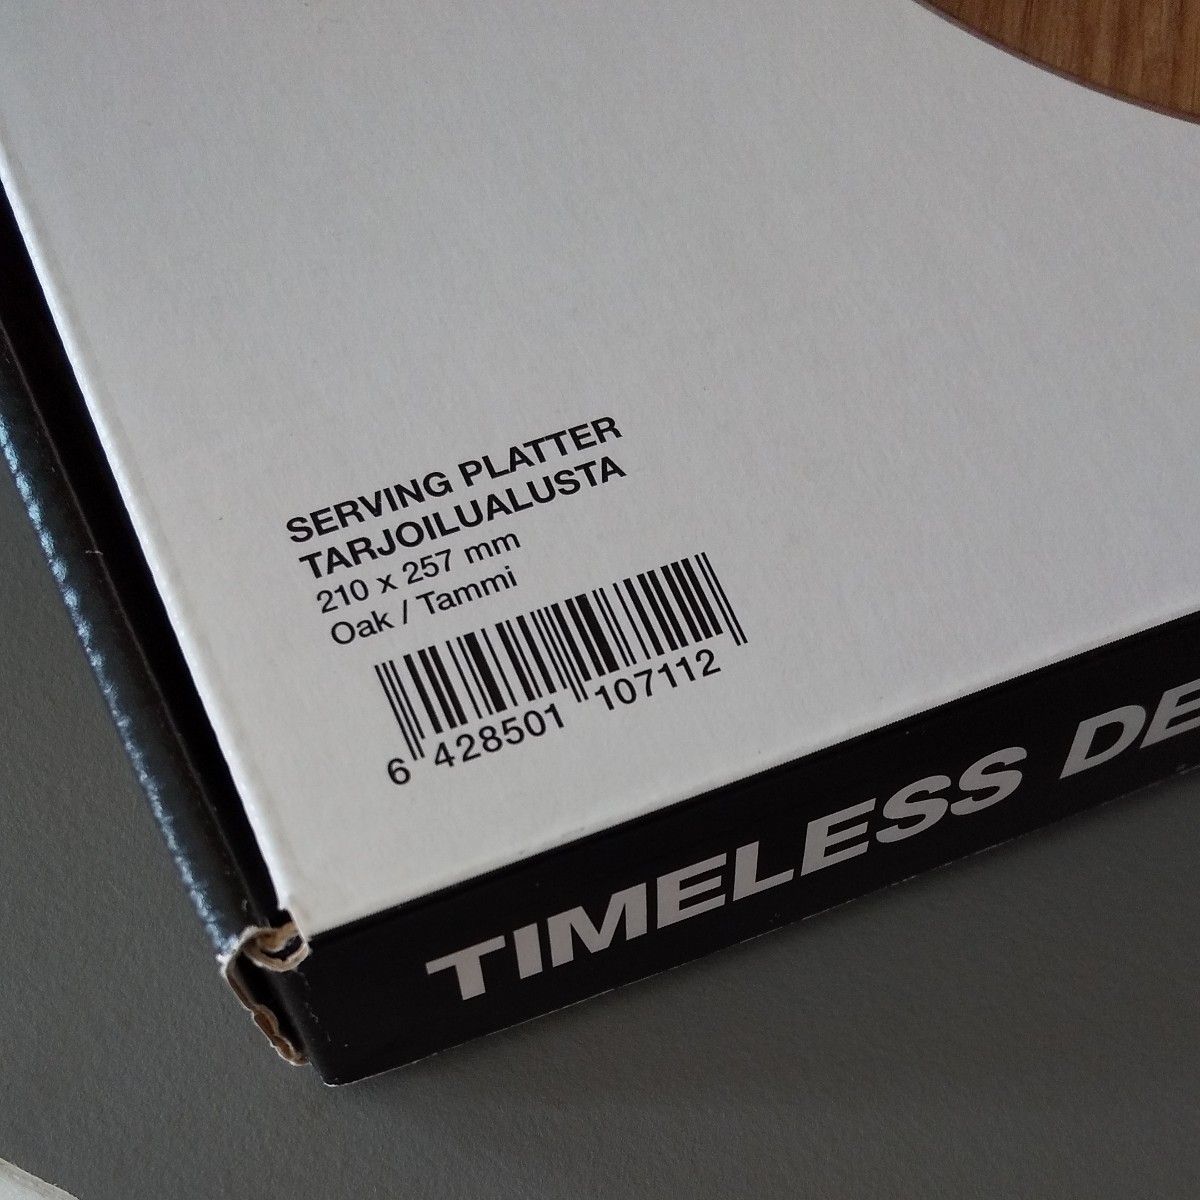 SERVING PLATTER
TARJOILUALUSTA
210 x 257 mm
Oak / Tammi
6 428501 107112
TIMELESS DE